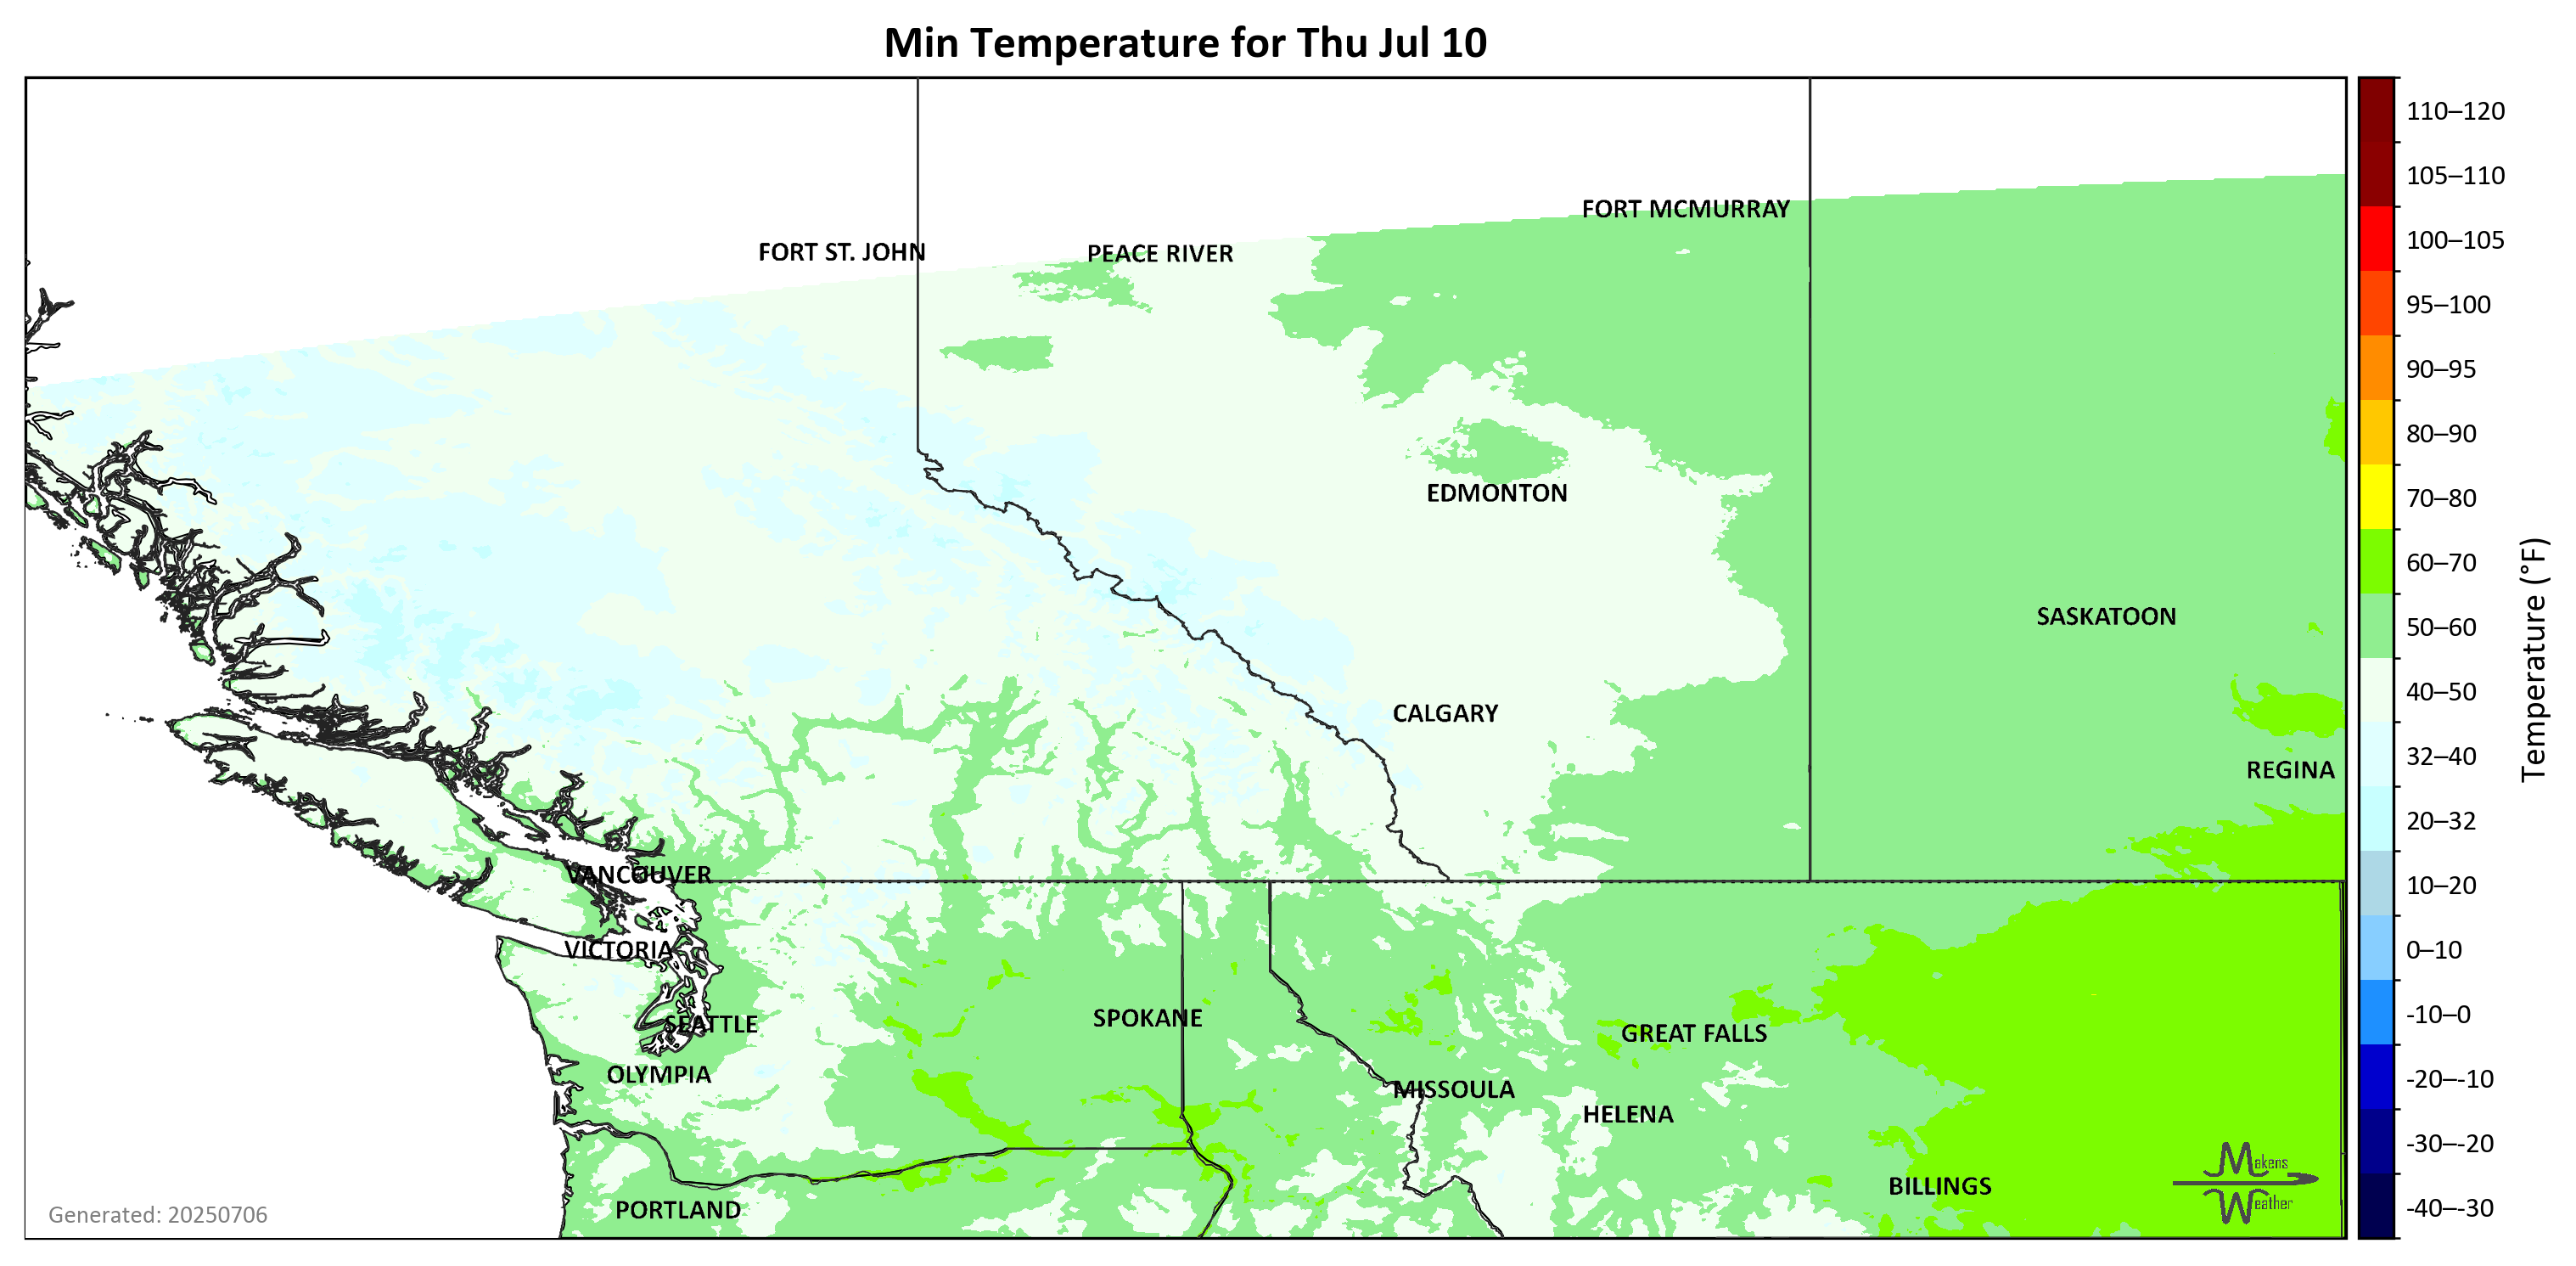 Min Temperature for Thu Jul 10
110–120
105–110
100–105
95–100
90–95
80–90
70–80
60–70
50–60
40–50
32–40
20–32
10–20
0–10
-10–0
-20–-10
-30–-20
-40–-30
Temperature (°F)
FORT MCMURRAY
FORT ST. JOHN
PEACE RIVER
EDMONTON
SASKATOON
CALGARY
REGINA
VANCOUVER
VICTORIA
SPOKANE
SEATTLE
GREAT FALLS
OLYMPIA
MISSOULA
HELENA
BILLINGS
PORTLAND
Makens
Weather
Generated: 20250706